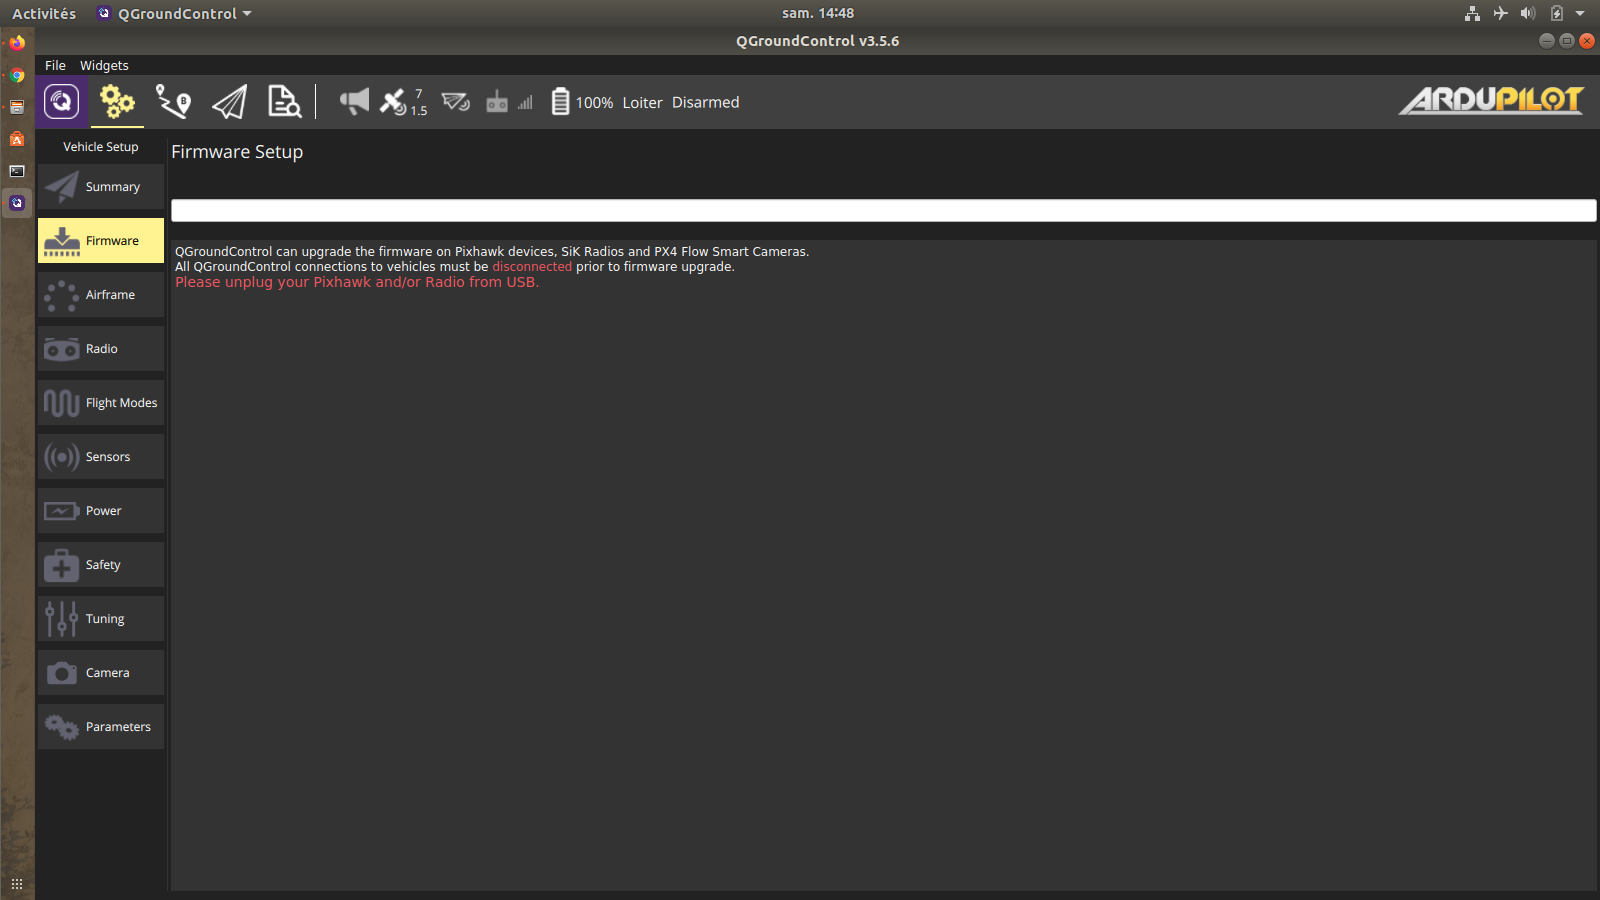 Activités QGroundControl sam. 14:48
QGroundControl v3.5.6
File Widgets
7
1.5
100% Loiter Disarmed
ARDUPILOT
Vehicle Setup
Summary
Firmware
Airframe
Radio
Flight Modes
Sensors
Power
Safety
Tuning
Camera
Parameters
Firmware Setup
QGroundControl can upgrade the firmware on Pixhawk devices, SiK Radios and PX4 Flow Smart Cameras.
All QGroundControl connections to vehicles must be disconnected prior to firmware upgrade.
Please unplug your Pixhawk and/or Radio from USB.